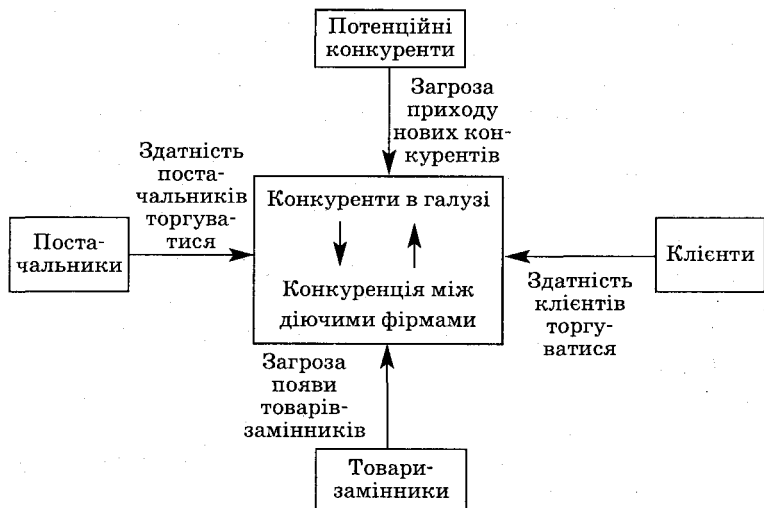 Потенційні
конкуренти
Загроза
приходу
нових кон-
курентів
Здатність
поста-
чальників
торгува-
тися
Поста-
чальники
Конкуренти в галузі
Конкуренція між
діючими фірмами
Клієнти
Здатність
клієнтів
торгу-
ватися
Загроза
появи
товарів-
замінників
Товари-
замінники